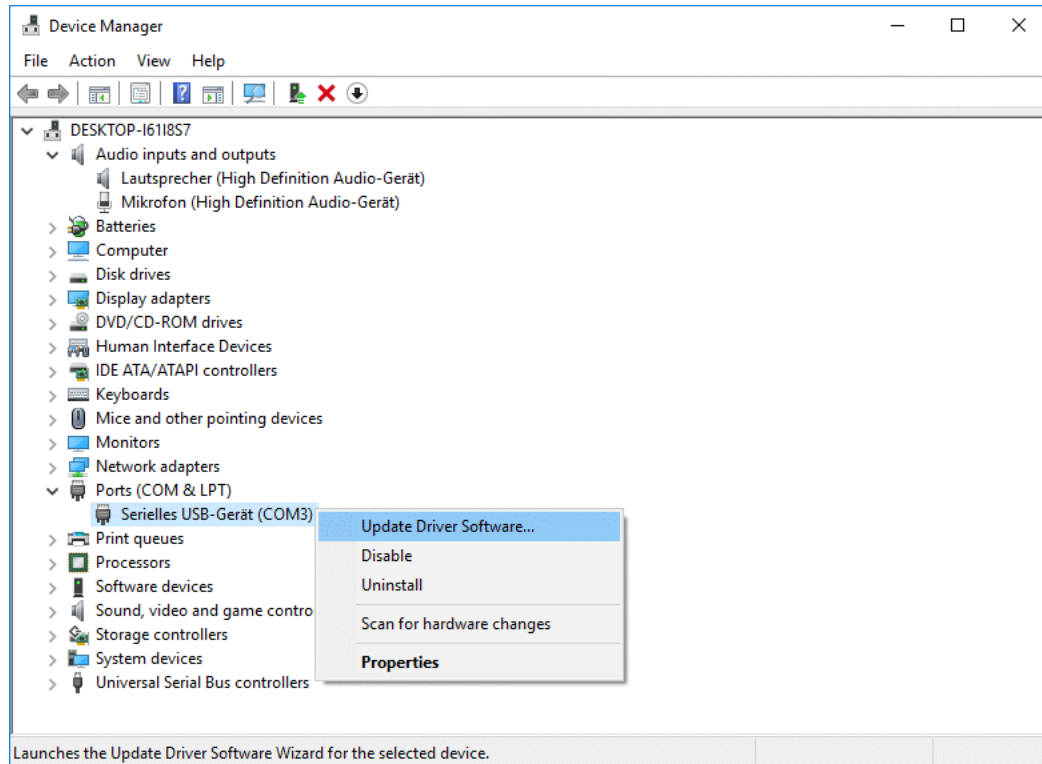 Device Manager
File Action View Help
DESKTOP-I61I8S7
Audio inputs and outputs
Lautsprecher (High Definition Audio-Gerät)
Mikrofon (High Definition Audio-Gerät)
Batteries
Computer
Disk drives
Display adapters
DVD/CD-ROM drives
Human Interface Devices
IDE ATA/ATAPI controllers
Keyboards
Mice and other pointing devices
Monitors
Network adapters
Ports (COM & LPT)
Serielles USB-Gerät (COM3)
Print queues
Processors
Software devices
Sound, video and game contro
Storage controllers
System devices
Universal Serial Bus controllers
Update Driver Software...
Disable
Uninstall
Scan for hardware changes
Properties
Launches the Update Driver Software Wizard for the selected device.